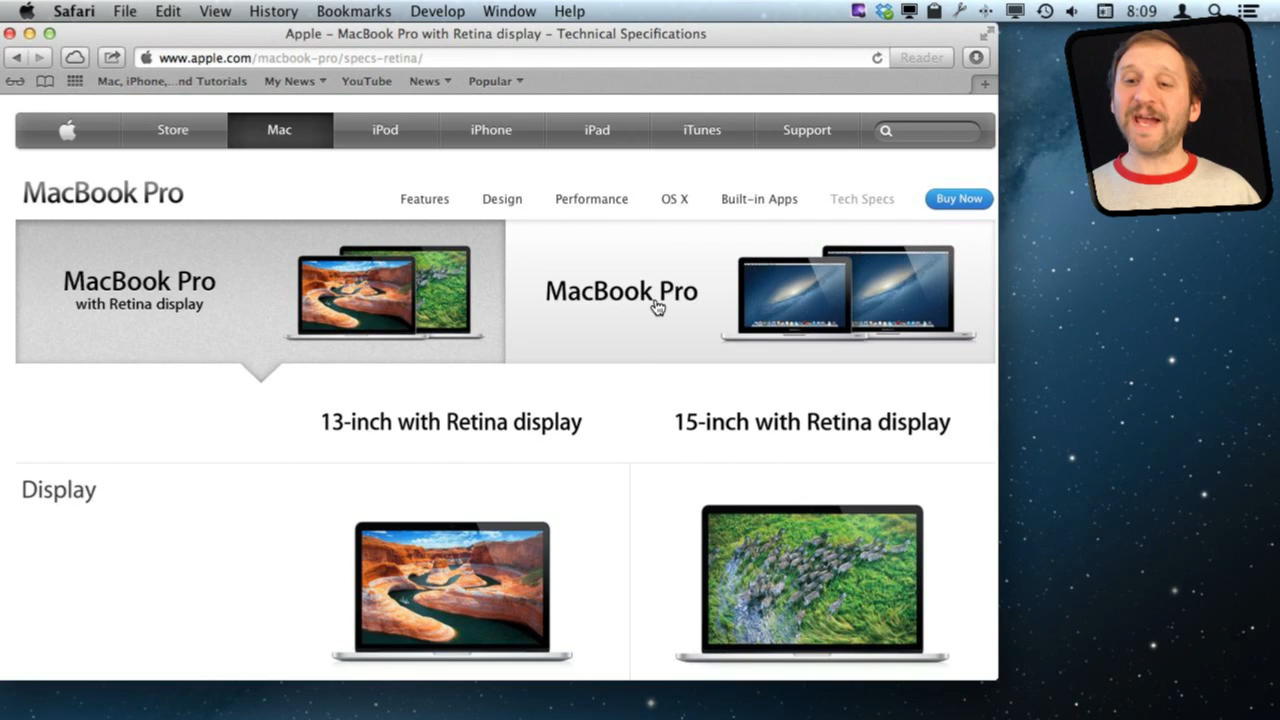 Safari File Edit View History Bookmarks Develop Window Help 8:09
Apple – MacBook Pro with Retina display – Technical Specifications
www.apple.com/macbook-pro/specs-retina/ Reader
Mac, iPhone,...nd Tutorials My News YouTube News Popular
Store Mac iPod iPhone iPad iTunes Support
MacBook Pro Features Design Performance OS X Built-in Apps Tech Specs Buy Now
MacBook Pro
with Retina display
MacBook Pro
13-inch with Retina display 15-inch with Retina display
Display